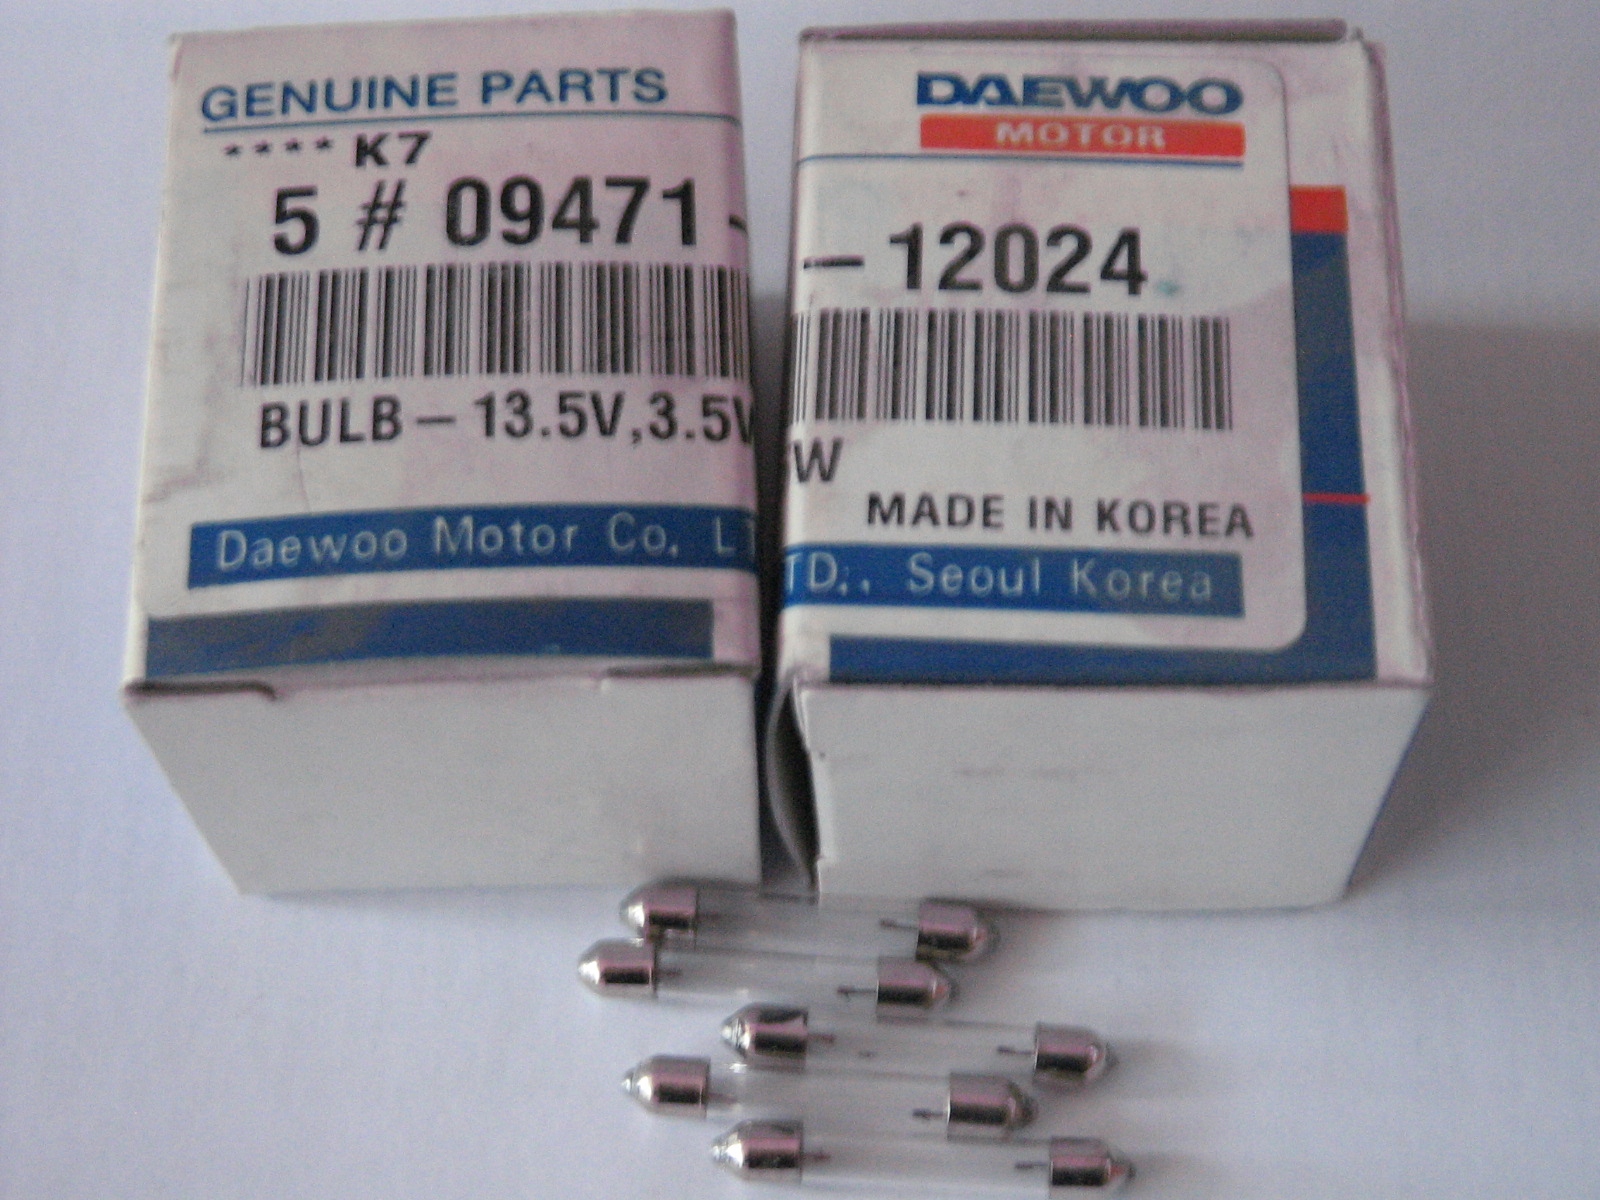 GENUINE PARTS
**** K7
5 # 09471-
BULB - 13.5V,3.5W
Daewoo Motor Co. LT
DAEWOO
MOTOR
-12024
W
MADE IN KOREA
TD., Seoul Korea